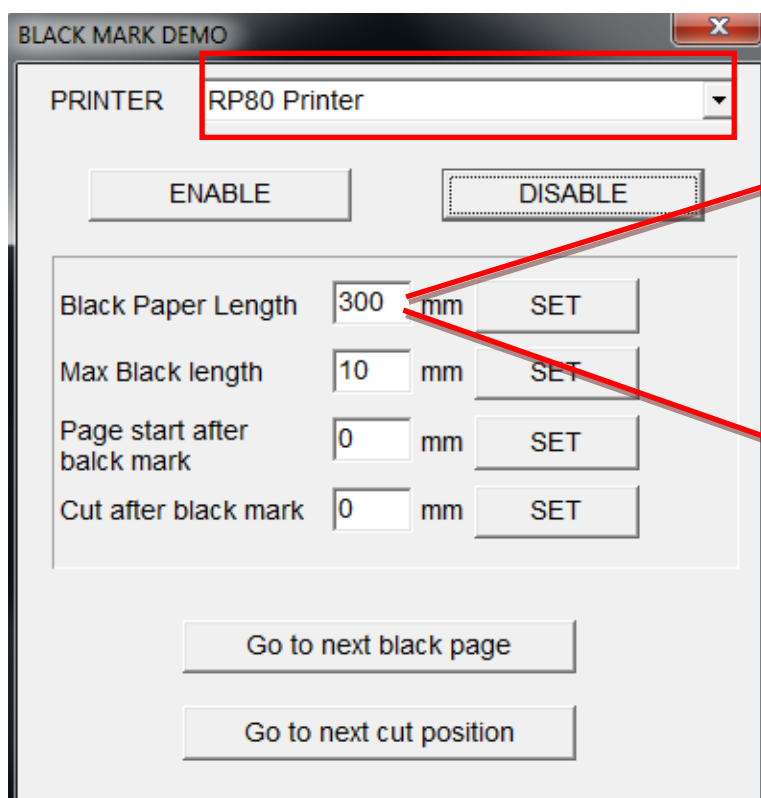 BLACK MARK DEMO
PRINTER RP80 Printer
ENABLE DISABLE
Black Paper Length 300 mm SET
Max Black length 10 mm SET
Page start after
balck mark 0 mm SET
Cut after black mark 0 mm SET
Go to next black page
Go to next cut position